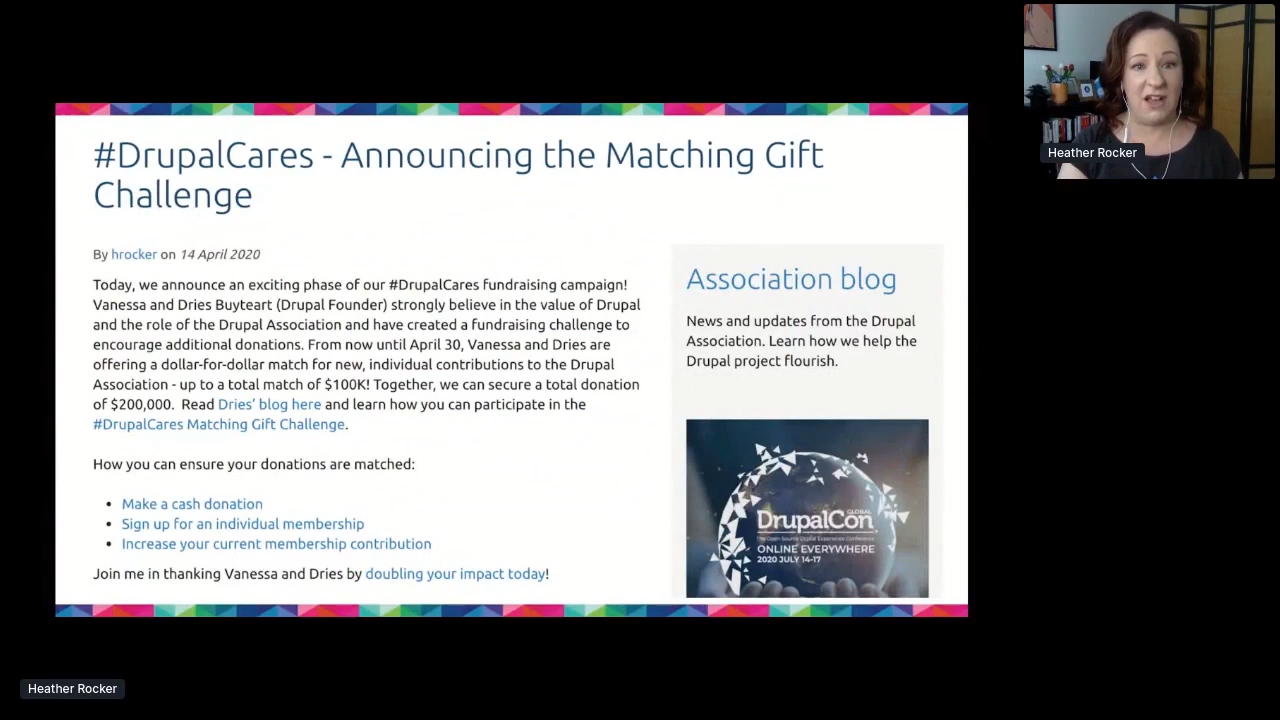 #DrupalCares - Announcing the Matching Gift
Challenge
By hrocker on 14 April 2020
Today, we announce an exciting phase of our #DrupalCares fundraising campaign!
Vanessa and Dries Buyteart (Drupal Founder) strongly believe in the value of Drupal
and the role of the Drupal Association and have created a fundraising challenge to
encourage additional donations. From now until April 30, Vanessa and Dries are
offering a dollar-for-dollar match for new, individual contributions to the Drupal
Association - up to a total match of $100K! Together, we can secure a total donation
of $200,000. Read Dries' blog here and learn how you can participate in the
#DrupalCares Matching Gift Challenge.
How you can ensure your donations are matched:
• Make a cash donation
• Sign up for an individual membership
• Increase your current membership contribution
Join me in thanking Vanessa and Dries by doubling your impact today!
Association blog
News and updates from the Drupal
Association. Learn how we help the
Drupal project flourish.
GLOBAL
DrupalCon
The Open Source Digital Experience Conference
ONLINE EVERYWHERE
2020 JULY 14-17
Heather Rocker
Heather Rocker